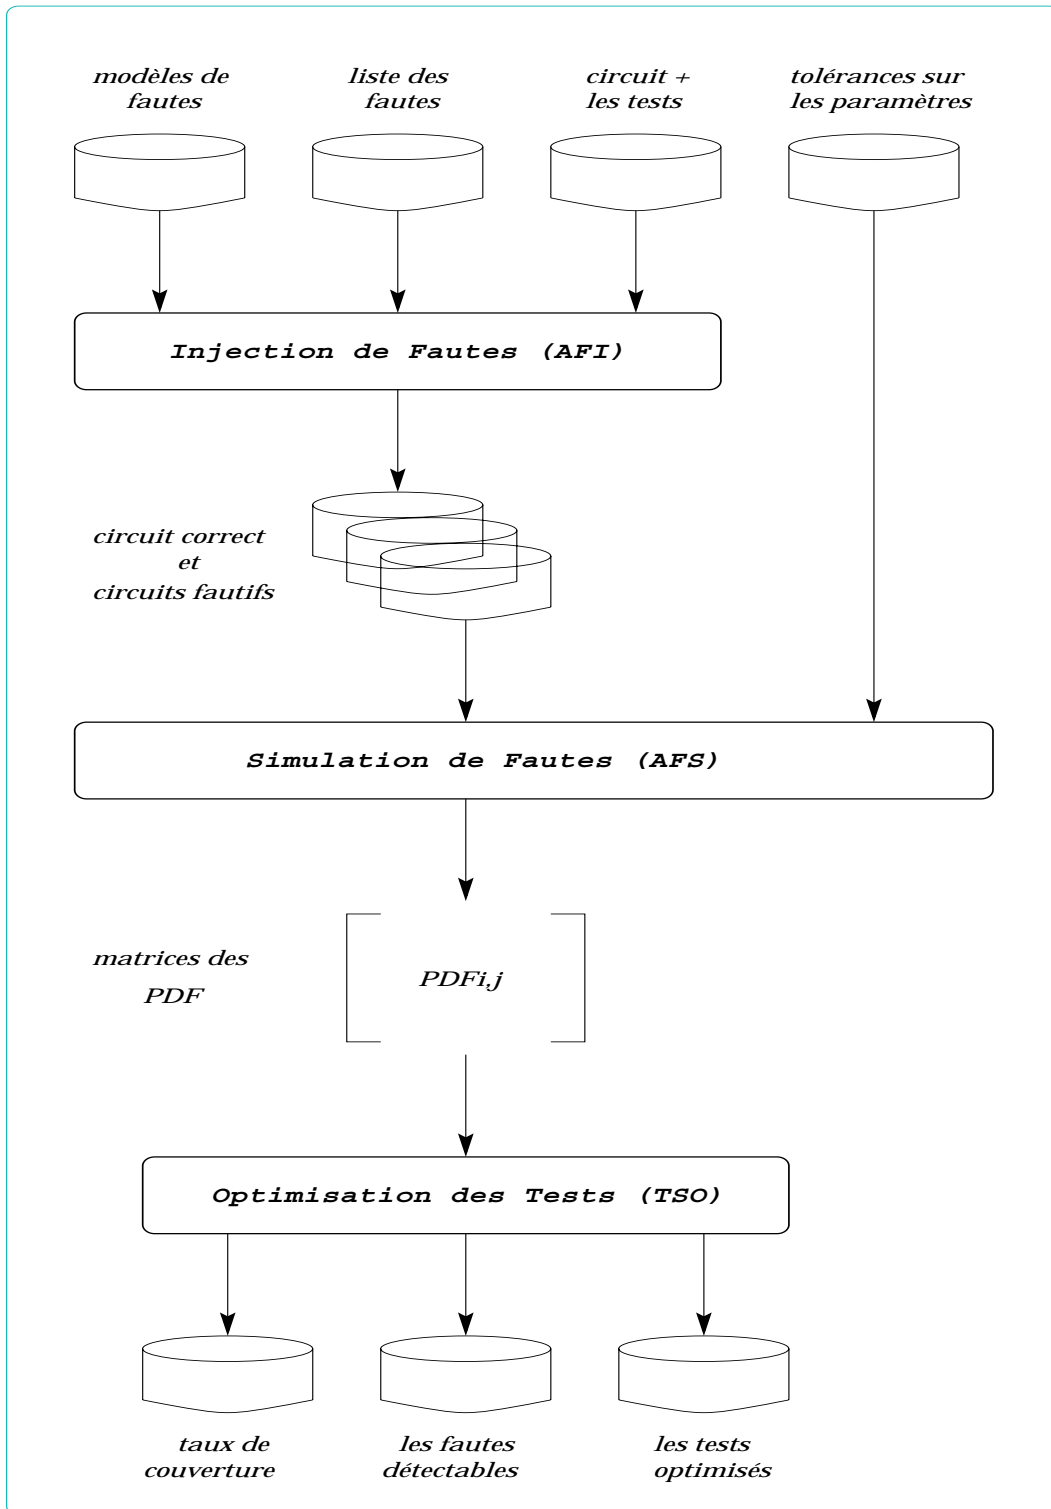 modèles de
fautes
liste des
fautes
circuit +
les tests
tolérances sur
les paramètres
Injection de Fautes (AFI)
circuit correct
et
circuits fautifs
Simulation de Fautes (AFS)
matrices des
PDF
PDFi,j
Optimisation des Tests (TSO)
taux de
couverture
les fautes
détectables
les tests
optimisés